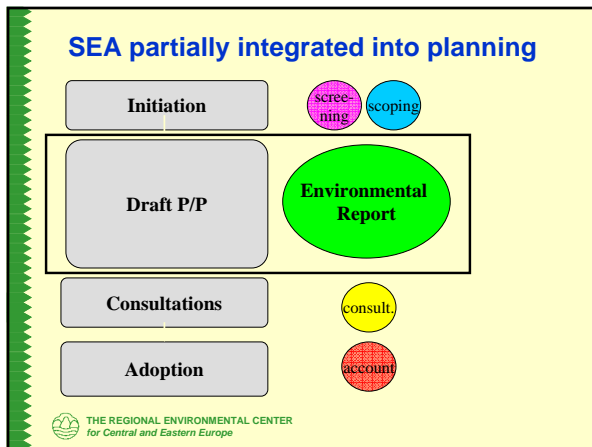 SEA partially integrated into planning
Initiation
scree-
ning
scoping
Draft P/P
Environmental
Report
Consultations
consult.
Adoption
account
THE REGIONAL ENVIRONMENTAL CENTER
for Central and Eastern Europe